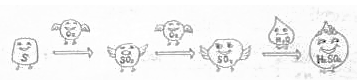 O₂ O₂ H₂O
S SO₂ SO₃ H₂SO₄